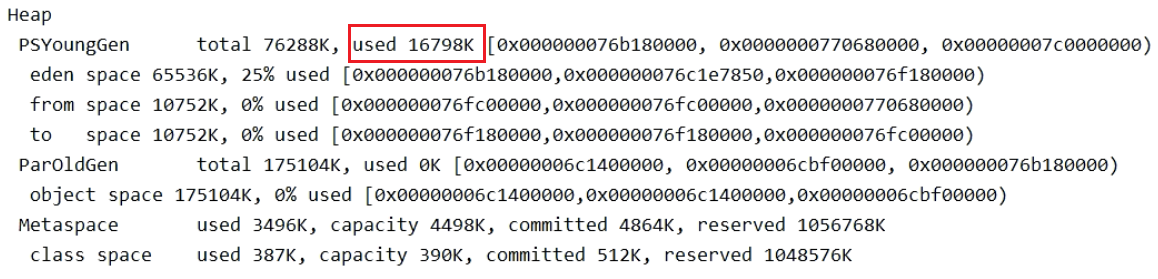 Heap
PSYoungGen total 76288K, used 16798K [0x000000076b180000, 0x0000000770680000, 0x00000007c0000000)
eden space 65536K, 25% used [0x000000076b180000,0x000000076c1e7850,0x000000076f180000)
from space 10752K, 0% used [0x000000076fc00000,0x000000076fc00000,0x0000000770680000)
to space 10752K, 0% used [0x000000076f180000,0x000000076f180000,0x000000076fc00000)
ParOldGen total 175104K, used 0K [0x00000006c1400000, 0x00000006cbf00000, 0x000000076b180000)
object space 175104K, 0% used [0x00000006c1400000,0x00000006c1400000,0x00000006cbf00000)
Metaspace used 3496K, capacity 4498K, committed 4864K, reserved 1056768K
class space used 387K, capacity 390K, committed 512K, reserved 1048576K